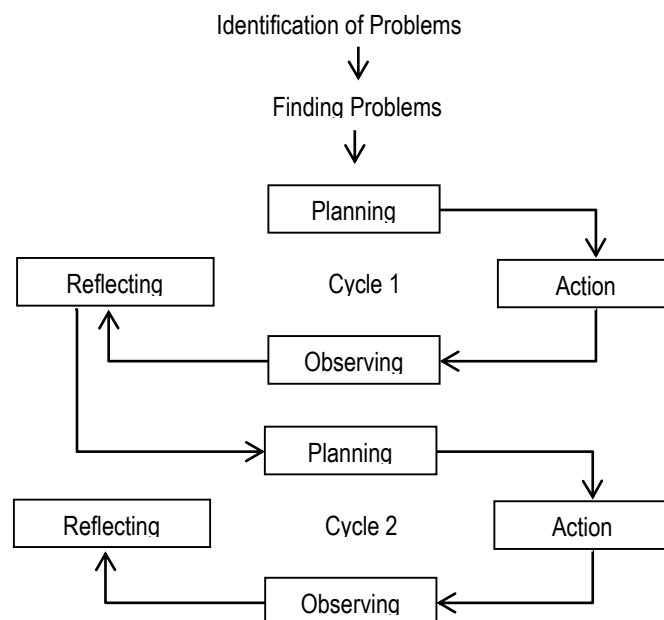 Identification of Problems
Finding Problems
Planning
Reflecting
Cycle 1
Action
Observing
Planning
Reflecting
Cycle 2
Action
Observing